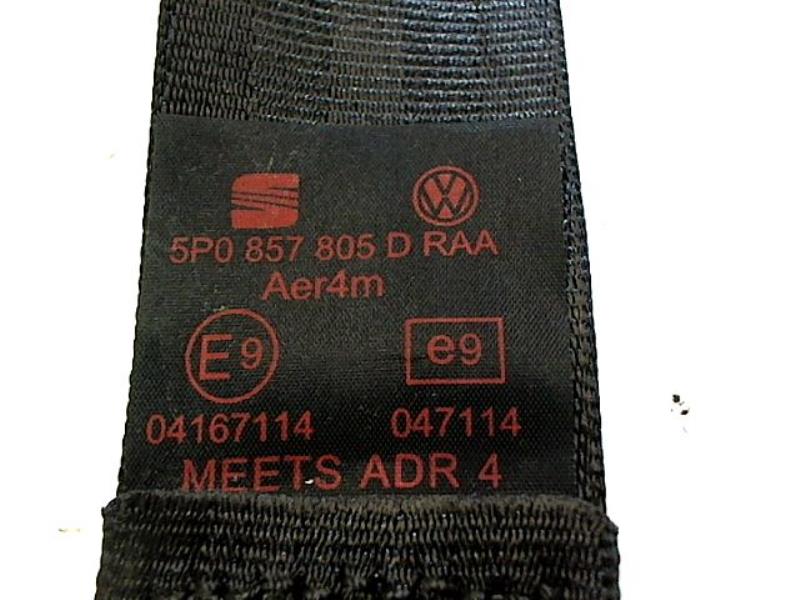 5P0 857 805 D RAA
Aer4m
E9 e9
04167114 047114
MEETS ADR 4